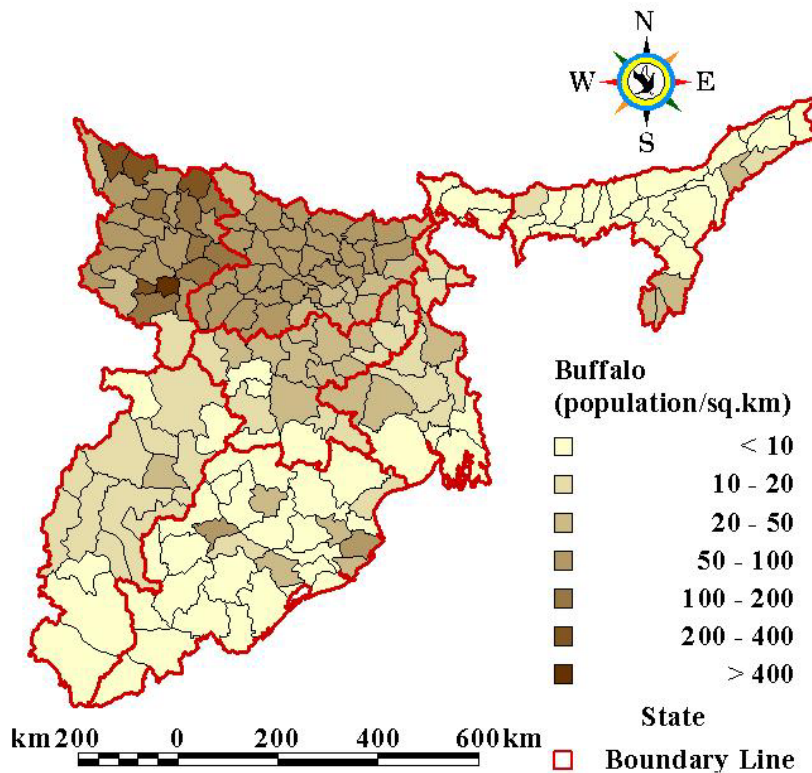 N
W E
S
Buffalo
(population/sq.km)
< 10
10 - 20
20 - 50
50 - 100
100 - 200
200 - 400
> 400
State
Boundary Line
km 200 0 200 400 600 km